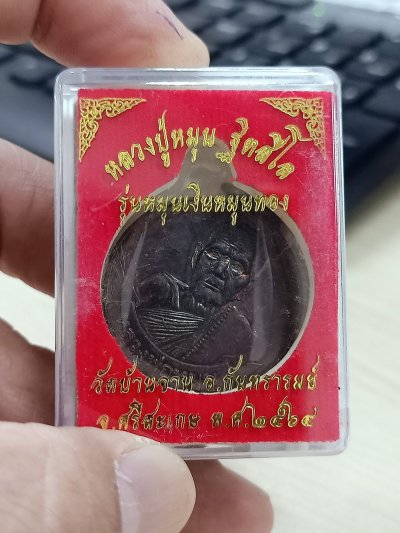 หลวงปู่หมุน ฐิตสีโล
รุ่นหมุนเงินหมุนทอง
วัดบ้านจาน อ.กันทรารมย์
จ.ศรีสะเกษ พ.ศ.๒๕๖๔